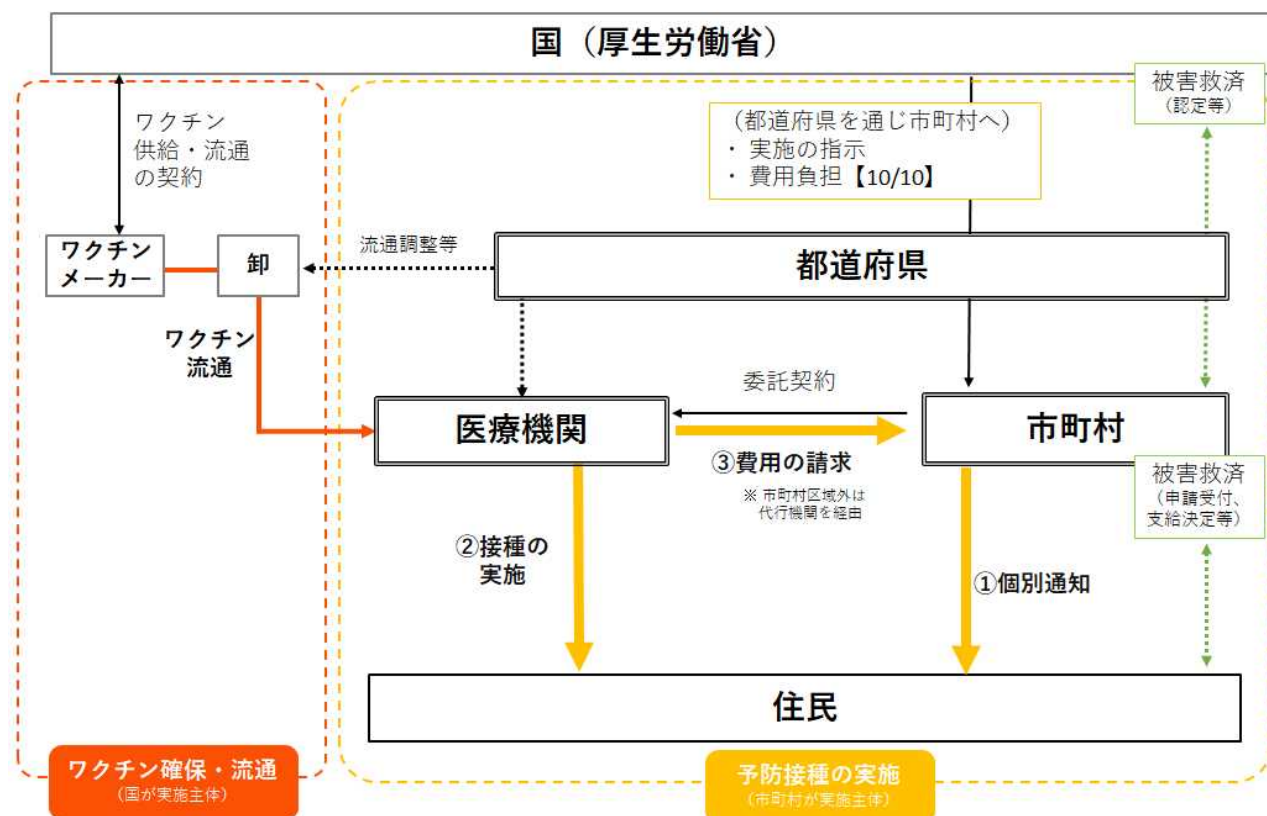 国（厚生労働省）
被害救済
（認定等）
ワクチン
供給・流通
の契約
（都道府県を通じ市町村へ）
・ 実施の指示
・ 費用負担【10/10】
ワクチン
メーカー
卸
流通調整等
都道府県
ワクチン
流通
医療機関
委託契約
市町村
③費用の請求
※ 市町村区域外は
代行機関を経由
被害救済
（申請受付、
支給決定等）
②接種の
実施
①個別通知
住民
ワクチン確保・流通
（国が実施主体）
予防接種の実施
（市町村が実施主体）